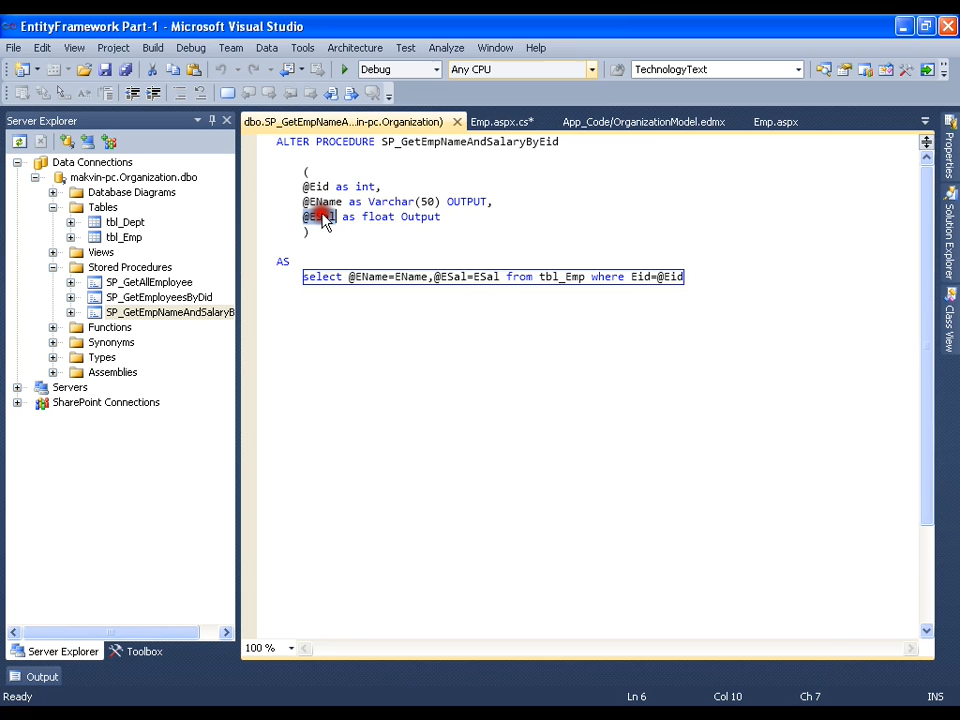 EntityFramework Part-1 - Microsoft Visual Studio
File Edit View Project Build Debug Team Data Tools Architecture Test Analyze Window Help
Debug Any CPU TechnologyText
Server Explorer
dbo.SP_GetEmpNameA...in-pc.Organization) Emp.aspx.cs* App_Code/OrganizationModel.edmx Emp.aspx
Data Connections
makvin-pc.Organization.dbo
Database Diagrams
Tables
tbl_Dept
tbl_Emp
Views
Stored Procedures
SP_GetAllEmployee
SP_GetEmployeesByDid
SP_GetEmpNameAndSalaryB
Functions
Synonyms
Types
Assemblies
Servers
SharePoint Connections
ALTER PROCEDURE SP_GetEmpNameAndSalaryByEid
(
@Eid as int,
@EName as Varchar(50) OUTPUT,
@ESal as float Output
)
AS
select @EName=EName,@ESal=ESal from tbl_Emp where Eid=@Eid
Properties
Solution Explorer
Class View
100 %
Server Explorer Toolbox
Output
Ready Ln 6 Col 10 Ch 7 INS